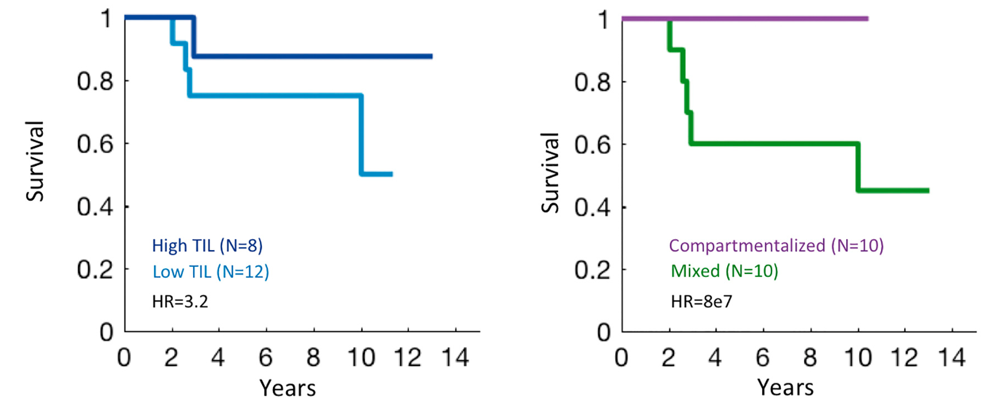 1
0.8
0.6
0.4
0.2
0
Survival
High TIL (N=8)
Low TIL (N=12)
HR=3.2
0 2 4 6 8 10 12 14
Years
1
0.8
0.6
0.4
0.2
0
Survival
Compartmentalized (N=10)
Mixed (N=10)
HR=8e7
0 2 4 6 8 10 12 14
Years